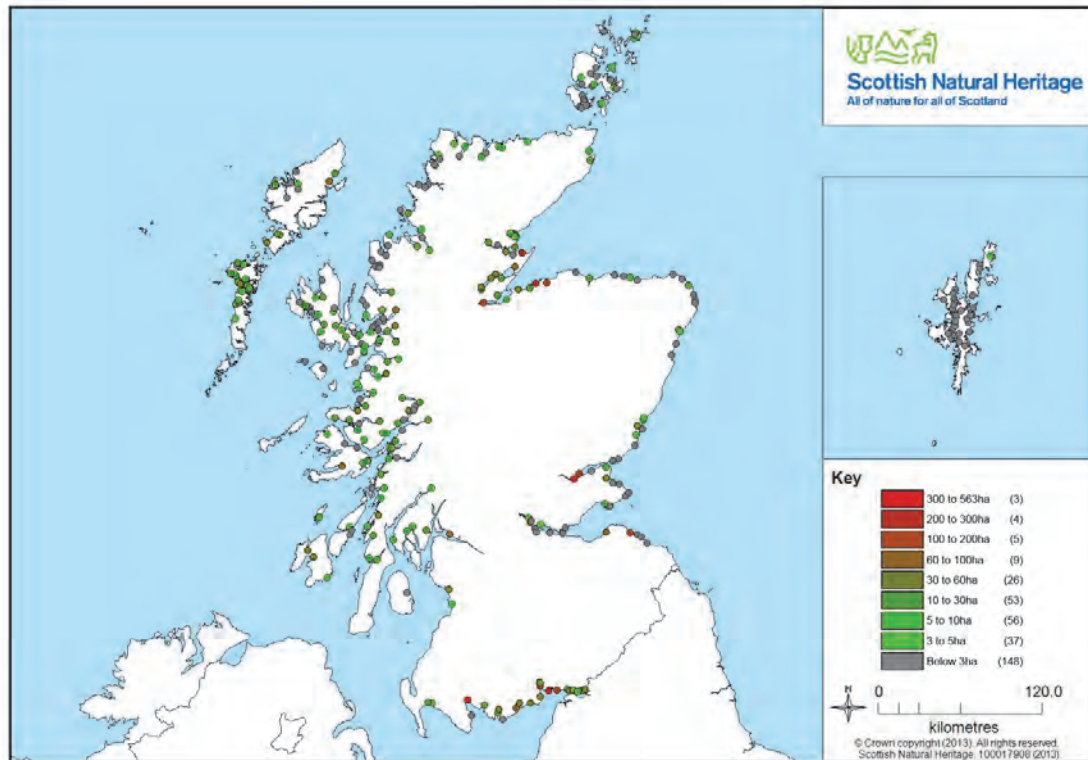 Scottish Natural Heritage
All of nature for all of Scotland
Key
300 to 563ha (3)
200 to 300ha (4)
100 to 200ha (5)
60 to 100ha (9)
30 to 60ha (26)
10 to 30ha (53)
5 to 10ha (56)
3 to 5ha (37)
Below 3ha (148)
N
0 120.0
kilometres
© Crown copyright (2013). All rights reserved.
Scottish Natural Heritage. 100017908 (2013)